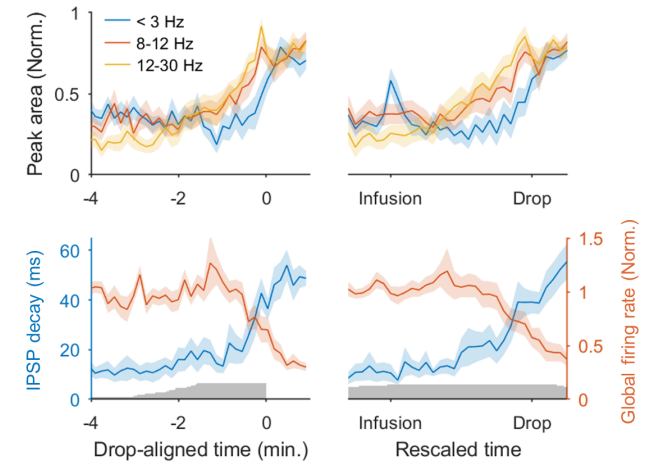 Peak area (Norm.)
1
0.5
0
< 3 Hz
8-12 Hz
12-30 Hz
-4
-2
0
Infusion
Drop
IPSP decay (ms)
60
40
20
0
1.5
1
0.5
0
Global firing rate (Norm.)
-4
-2
0
Infusion
Drop
Drop-aligned time (min.)
Rescaled time